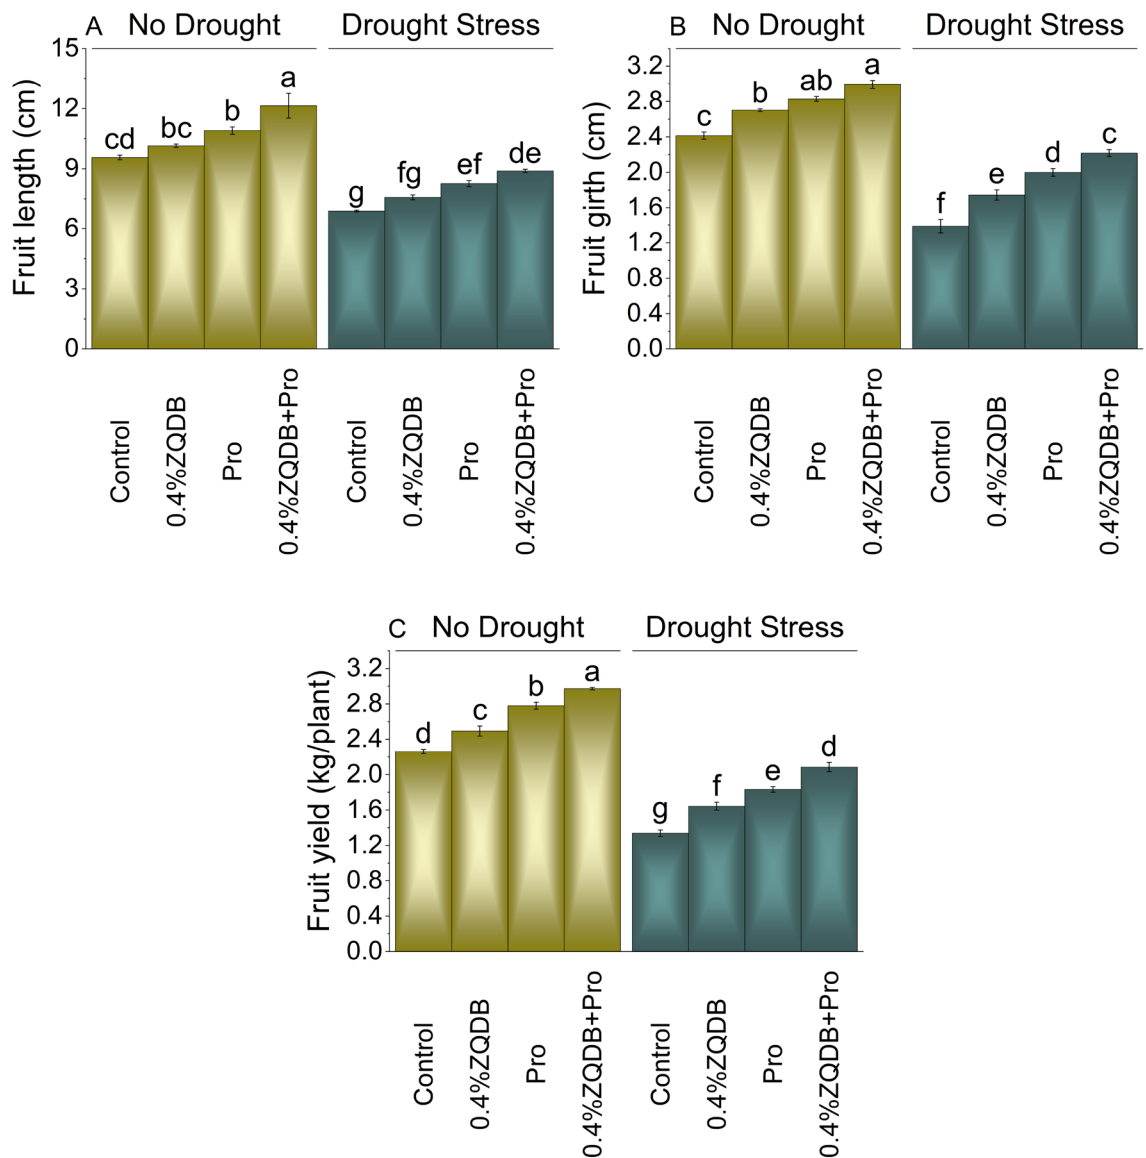 A No Drought Drought Stress
Fruit length (cm)
15
12
9
6
3
0
cd bc b a g fg ef de
Control 0.4%ZQDB Pro 0.4%ZQDB+Pro Control 0.4%ZQDB Pro 0.4%ZQDB+Pro
B No Drought Drought Stress
Fruit girth (cm)
3.2
2.8
2.4
2.0
1.6
1.2
0.8
0.4
0.0
c b ab a f e d c
Control 0.4%ZQDB Pro 0.4%ZQDB+Pro Control 0.4%ZQDB Pro 0.4%ZQDB+Pro
C No Drought Drought Stress
Fruit yield (kg/plant)
3.2
2.8
2.4
2.0
1.6
1.2
0.8
0.4
0.0
d c b a g f e d
Control 0.4%ZQDB Pro 0.4%ZQDB+Pro Control 0.4%ZQDB Pro 0.4%ZQDB+Pro